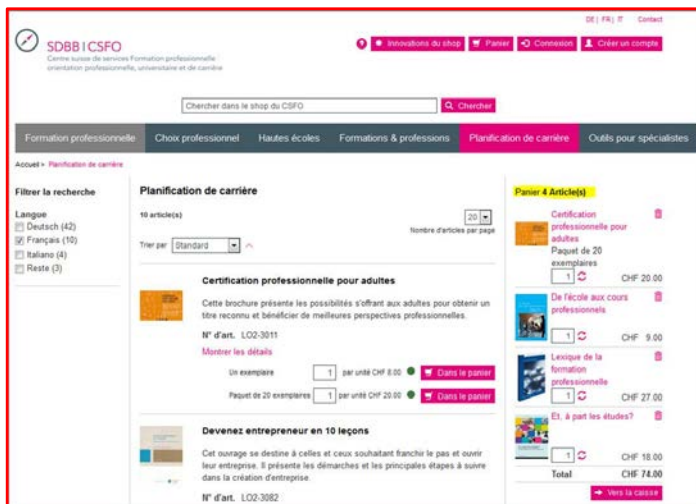 DE | FR | IT Contact
SDBB | CSFO
Centre suisse de services Formation professionnelle
orientation professionnelle, universitaire et de carrière
? Innovations du shop Panier Connexion Créer un compte
Chercher dans le shop du CSFO Chercher
Formation professionnelle Choix professionnel Hautes écoles Formations & professions Planification de carrière Outils pour spécialistes
Accueil > Planification de carrière
Filtrer la recherche
Langue
Deutsch (42)
Français (10)
Italiano (4)
Reste (3)
Planification de carrière
10 article(s)
20
Nombre d'articles par page
Trier par Standard
Certification professionnelle pour adultes
Cette brochure présente les possibilités s'offrant aux adultes pour obtenir un
titre reconnu et bénéficier de meilleures perspectives professionnelles.
N° d'art. LO2-3011
Montrer les détails
Un exemplaire 1 par unité CHF 8.00 Dans le panier
Paquet de 20 exemplaires 1 par unité CHF 20.00 Dans le panier
Devenez entrepreneur en 10 leçons
Cet ouvrage se destine à celles et ceux souhaitant franchir le pas et ouvrir
leur entreprise. Il présente les démarches et les principales étapes à suivre
dans la création d'entreprise.
N° d'art. LO2-3082
Panier 4 Article(s)
Certification
professionnelle pour
adultes
Paquet de 20
exemplaires
1 CHF 20.00
De l'école aux cours
professionnels
1 CHF 9.00
Lexique de la
formation
professionnelle
1 CHF 27.00
Et, à part les études?
1 CHF 18.00
Total CHF 74.00
Vers la caisse